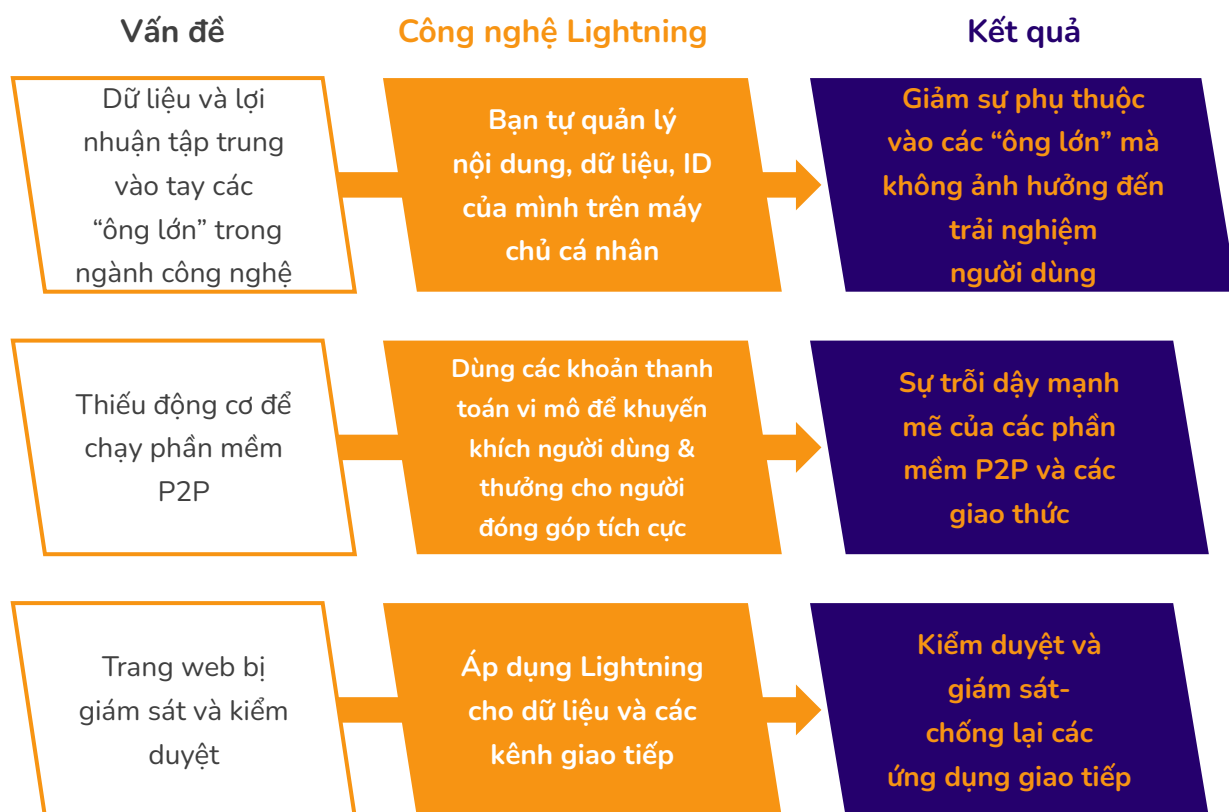 Vấn đề
Công nghệ Lightning
Kết quả
Dữ liệu và lợi
nhuận tập trung
vào tay các
“ông lớn” trong
ngành công nghệ
Bạn tự quản lý
nội dung, dữ liệu, ID
của mình trên máy
chủ cá nhân
Giảm sự phụ thuộc
vào các “ông lớn” mà
không ảnh hưởng đến
trải nghiệm
người dùng
Thiếu động cơ để
chạy phần mềm
P2P
Dùng các khoản thanh
toán vi mô để khuyến
khích người dùng &
thưởng cho người
đóng góp tích cực
Sự trỗi dậy mạnh
mẽ của các phần
mềm P2P và các
giao thức
Trang web bị
giám sát và kiểm
duyệt
Áp dụng Lightning
cho dữ liệu và các
kênh giao tiếp
Kiểm duyệt và
giám sát-
chống lại các
ứng dụng giao tiếp